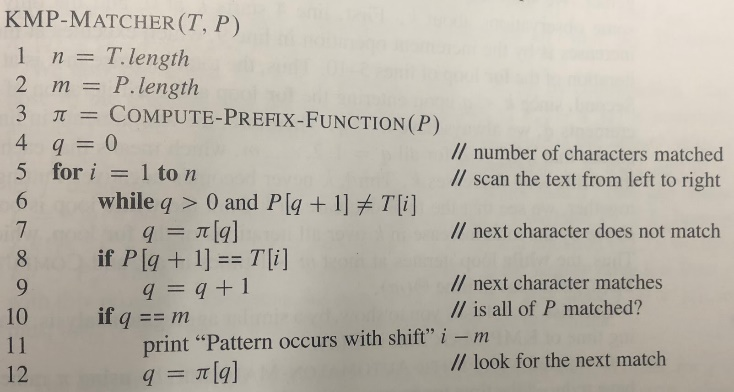 KMP-MATCHER(T, P)
1 n = T.length
2 m = P.length
3 π = COMPUTE-PREFIX-FUNCTION(P)
4 q = 0 // number of characters matched
5 for i = 1 to n // scan the text from left to right
6 while q > 0 and P[q + 1] ≠ T[i]
7 q = π[q] // next character does not match
8 if P[q + 1] == T[i]
9 q = q + 1 // next character matches
10 if q == m // is all of P matched?
11 print “Pattern occurs with shift” i − m
12 q = π[q] // look for the next match